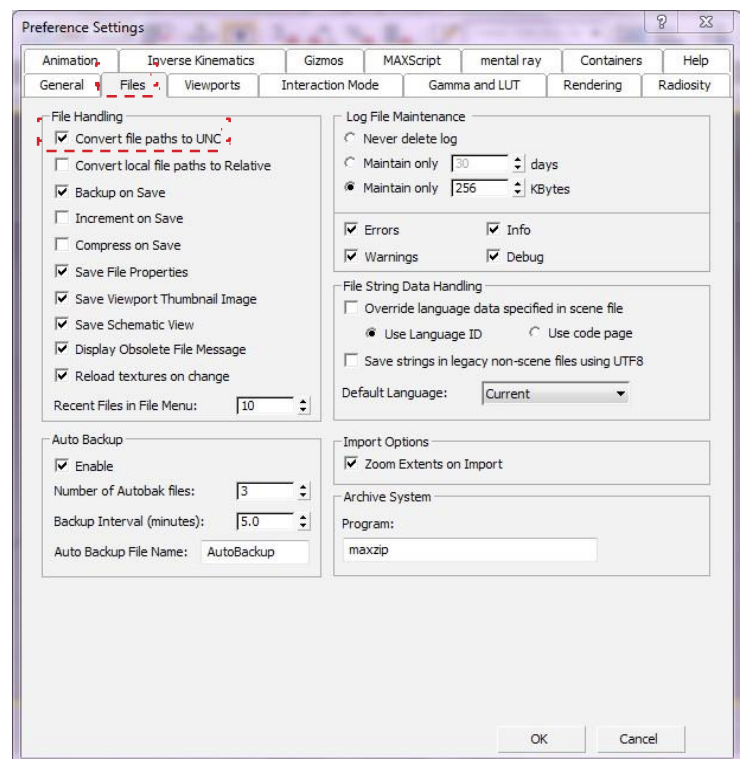 Preference Settings
Animation Inverse Kinematics Gizmos MAXScript mental ray Containers Help
General Files Viewports Interaction Mode Gamma and LUT Rendering Radiosity
File Handling
Convert file paths to UNC
Convert local file paths to Relative
Backup on Save
Increment on Save
Compress on Save
Save File Properties
Save Viewport Thumbnail Image
Save Schematic View
Display Obsolete File Message
Reload textures on change
Recent Files in File Menu: 10
Auto Backup
Enable
Number of Autobak files: 3
Backup Interval (minutes): 5.0
Auto Backup File Name: AutoBackup
Log File Maintenance
Never delete log
Maintain only 30 days
Maintain only 256 KBytes
Errors Info
Warnings Debug
File String Data Handling
Override language data specified in scene file
Use Language ID Use code page
Save strings in legacy non-scene files using UTF8
Default Language: Current
Import Options
Zoom Extents on Import
Archive System
Program:
maxzip
OK Cancel